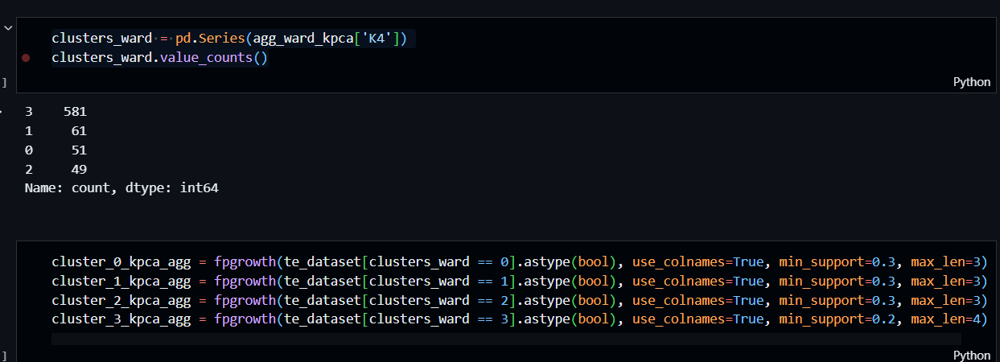 clusters_ward = pd.Series(agg_ward_kpca['K4'])
clusters_ward.value_counts()
]
Python
3    581
1     61
0     51
2     49
Name: count, dtype: int64
cluster_0_kpca_agg = fpgrowth(te_dataset[clusters_ward == 0].astype(bool), use_colnames=True, min_support=0.3, max_len=3)
cluster_1_kpca_agg = fpgrowth(te_dataset[clusters_ward == 1].astype(bool), use_colnames=True, min_support=0.3, max_len=3)
cluster_2_kpca_agg = fpgrowth(te_dataset[clusters_ward == 2].astype(bool), use_colnames=True, min_support=0.3, max_len=3)
cluster_3_kpca_agg = fpgrowth(te_dataset[clusters_ward == 3].astype(bool), use_colnames=True, min_support=0.2, max_len=4)
]
Python